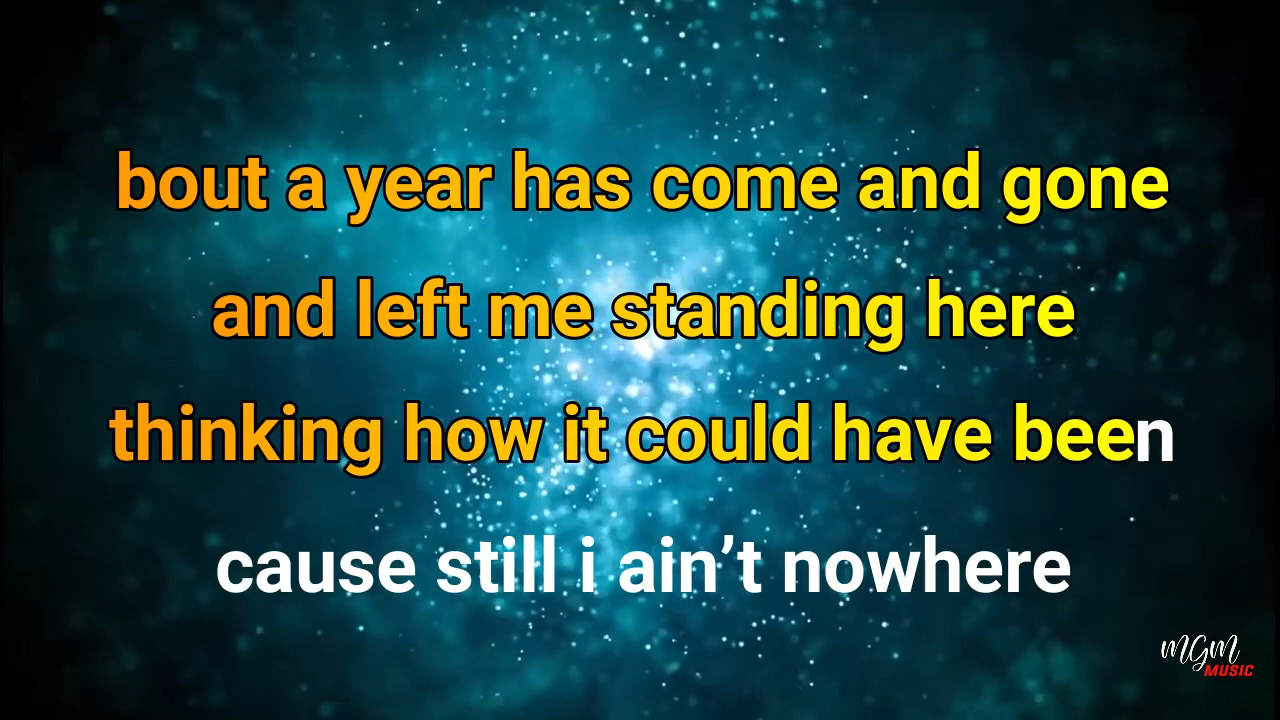 bout a year has come and gone
and left me standing here
thinking how it could have been
cause still i ain’t nowhere
MGM
MUSIC